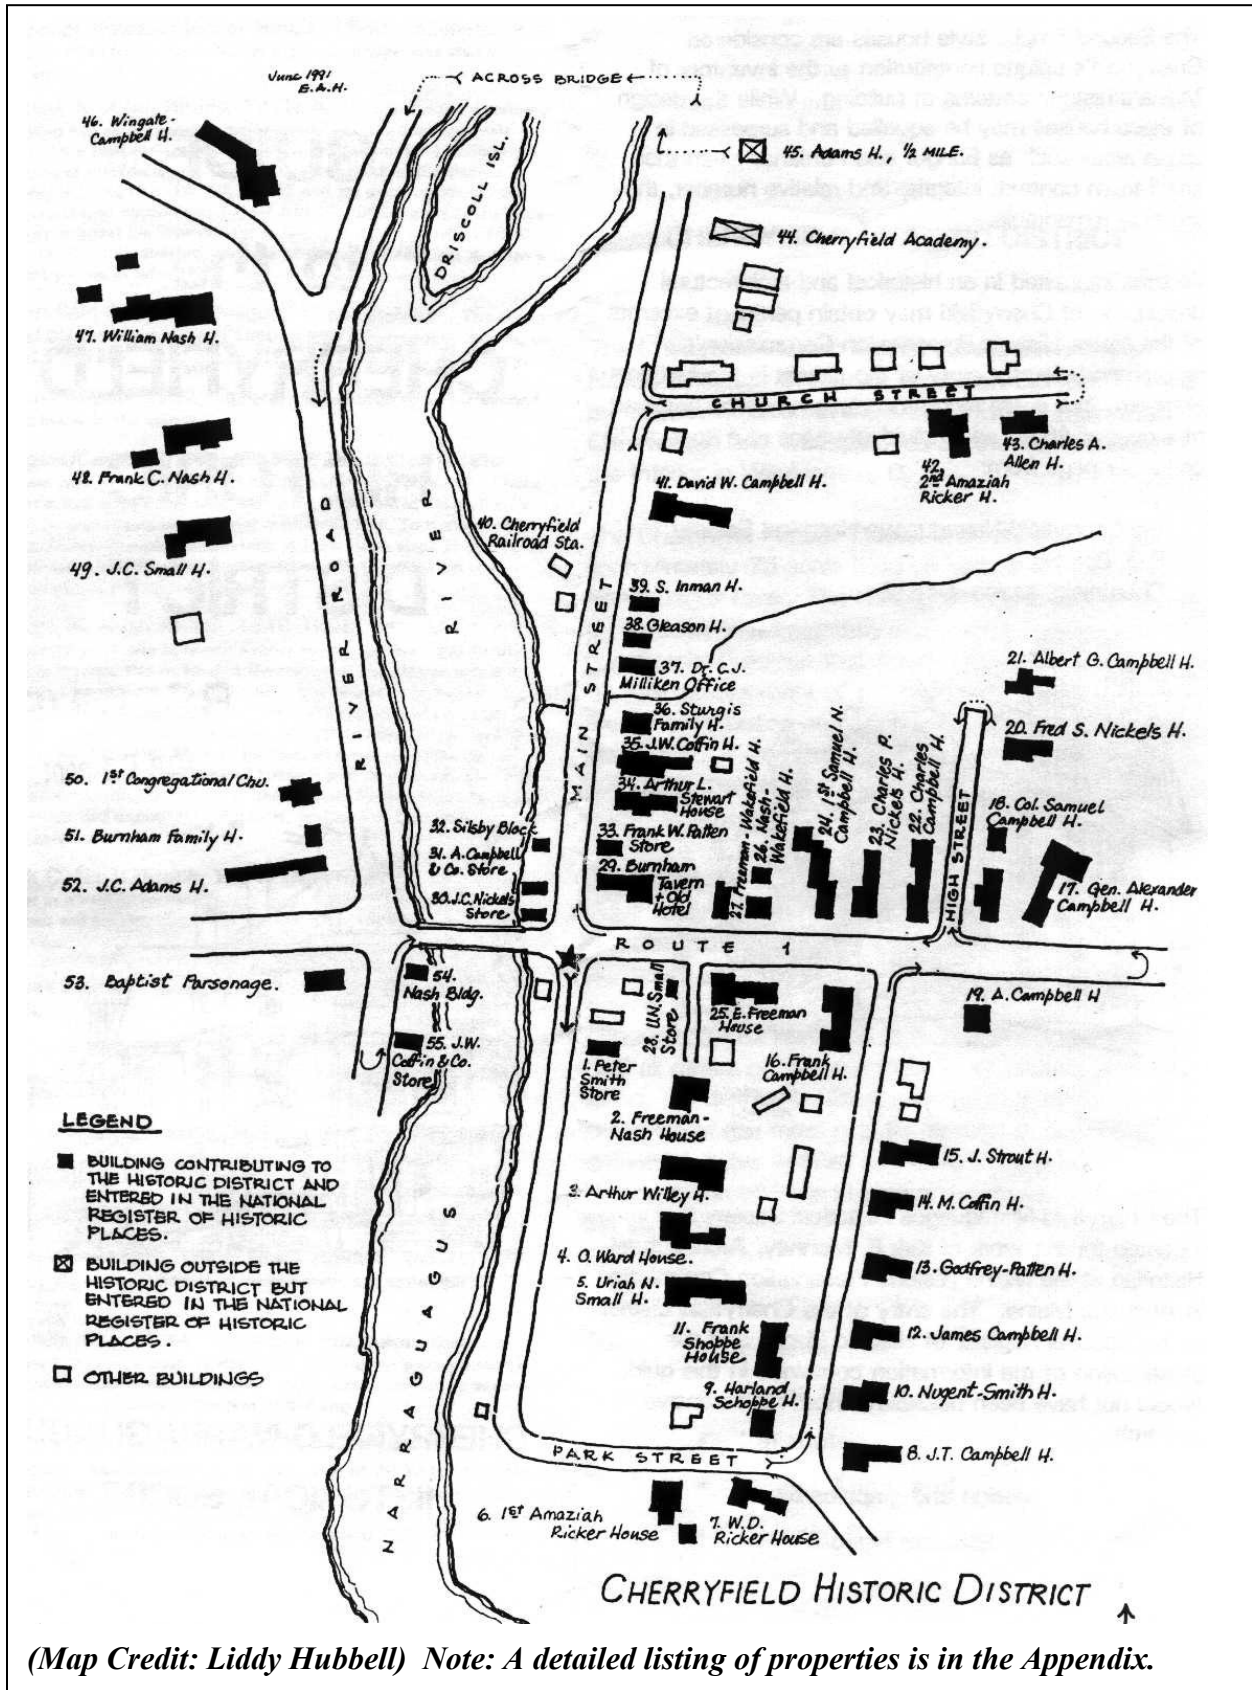 June 1991
E.A.H.
ACROSS BRIDGE
46. Wingate-
Campbell H.
DRISCOLL ISL.
45. Adams H., 1/2 MILE.
44. Cherryfield Academy.
47. William Nash H.
CHURCH STREET
43. Charles A.
Allen H.
42.
2nd Amaziah
Ricker H.
41. David W. Campbell H.
48. Frank C. Nash H.
RIVER ROAD
RIVER
40. Cherryfield
Railroad Sta.
49. J.C. Small H.
MAIN STREET
39. S. Inman H.
38. Gleason H.
37. Dr. C.J.
Milliken Office
36. Sturgis
Family H.
35. J.W. Coffin H.
34. Arthur L.
Stewart
House
33. Frank W. Patten
Store
29. Burnham
Tavern
+ Old
Hotel
32. Silsby Block
31. A. Campbell
& Co. Store
30. J.C. Nickels
Store
27. Freeman-Wakefield H.
26. Nash-
Wakefield H.
24. 1st Samuel N.
Campbell H.
23. Charles P.
Nickels H.
22. Charles
Campbell H.
HIGH STREET
21. Albert G. Campbell H.
20. Fred S. Nickels H.
18. Col. Samuel
Campbell H.
17. Gen. Alexander
Campbell H.
50. 1st Congregational Chu.
51. Burnham Family H.
52. J.C. Adams H.
ROUTE 1
53. Baptist Parsonage.
54.
Nash Bldg.
55. J.W.
Coffin & Co.
Store
28. U.N. Small
Store
25. E. Freeman
House
19. A. Campbell H
16. Frank
Campbell H.
1. Peter
Smith
Store
2. Freeman-
Nash House
3. Arthur Willey H.
4. O. Ward House.
5. Uriah N.
Small H.
15. J. Strout H.
14. M. Coffin H.
13. Godfrey-Patten H.
12. James Campbell H.
11. Frank
Shoppe
House
10. Nugent-Smith H.
9. Harland
Schoppe H.
8. J.T. Campbell H.
PARK STREET
6. 1st Amaziah
Ricker House
7. W.D.
Ricker House
NARRAGUAGUS
LEGEND
BUILDING CONTRIBUTING TO
THE HISTORIC DISTRICT AND
ENTERED IN THE NATIONAL
REGISTER OF HISTORIC
PLACES.
BUILDING OUTSIDE THE
HISTORIC DISTRICT BUT
ENTERED IN THE NATIONAL
REGISTER OF HISTORIC
PLACES.
OTHER BUILDINGS
CHERRYFIELD HISTORIC DISTRICT
(Map Credit: Liddy Hubbell) Note: A detailed listing of properties is in the Appendix.